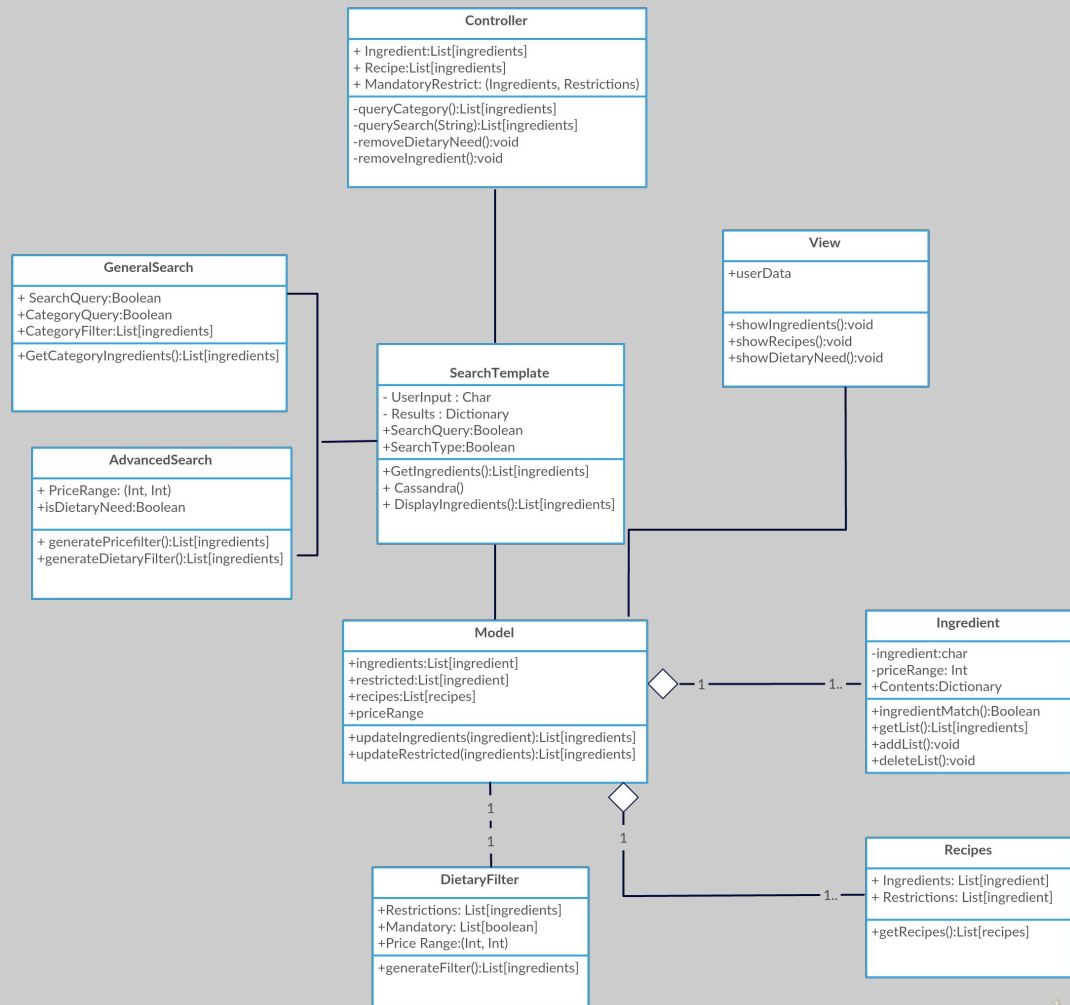 Controller
+ Ingredient:List[ingredients]
+ Recipe:List[ingredients]
+ MandatoryRestrict: (Ingredients, Restrictions)
-queryCategory():List[ingredients]
-querySearch(String):List[ingredients]
-removeDietaryNeed():void
-removeIngredient():void
GeneralSearch
+ SearchQuery:Boolean
+CategoryQuery:Boolean
+CategoryFilter:List[ingredients]
+GetCategoryIngredients():List[ingredients]
View
+userData
+showIngredients():void
+showRecipes():void
+showDietaryNeed():void
SearchTemplate
- UserInput : Char
- Results : Dictionary
+SearchQuery:Boolean
+SearchType:Boolean
+GetIngredients():List[ingredients]
+ Cassandra()
+ DisplayIngredients():List[ingredients]
AdvancedSearch
+ PriceRange: (Int, Int)
+isDietaryNeed:Boolean
+ generatePricefilter():List[ingredients]
+generateDietaryFilter():List[ingredients]
Model
+ingredients:List[ingredient]
+restricted:List[ingredient]
+recipes:List[recipes]
+priceRange
+updateIngredients(ingredient):List[ingredients]
+updateRestricted(ingredients):List[ingredients]
1
1..
Ingredient
-ingredient:char
-priceRange: Int
+Contents:Dictionary
+ingredientMatch():Boolean
+getList():List[ingredients]
+addList():void
+deleteList():void
1
1
1
1..
DietaryFilter
+Restrictions: List[ingredients]
+Mandatory: List[boolean]
+Price Range:(Int, Int)
+generateFilter():List[ingredients]
Recipes
+ Ingredients: List[ingredient]
+ Restrictions: List[ingredient]
+getRecipes():List[recipes]